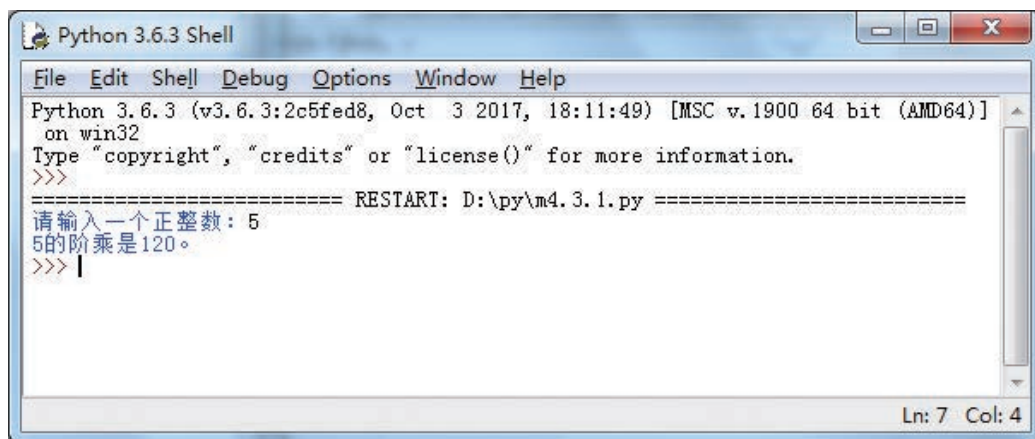 Python 3.6.3 Shell
File Edit Shell Debug Options Window Help
Python 3.6.3 (v3.6.3:2c5fed8, Oct  3 2017, 18:11:49) [MSC v.1900 64 bit (AMD64)]
 on win32
Type "copyright", "credits" or "license()" for more information.
>>>
========================== RESTART: D:\py\m4.3.1.py ==========================
请输入一个正整数：5
5的阶乘是120。
>>>
Ln: 7 Col: 4